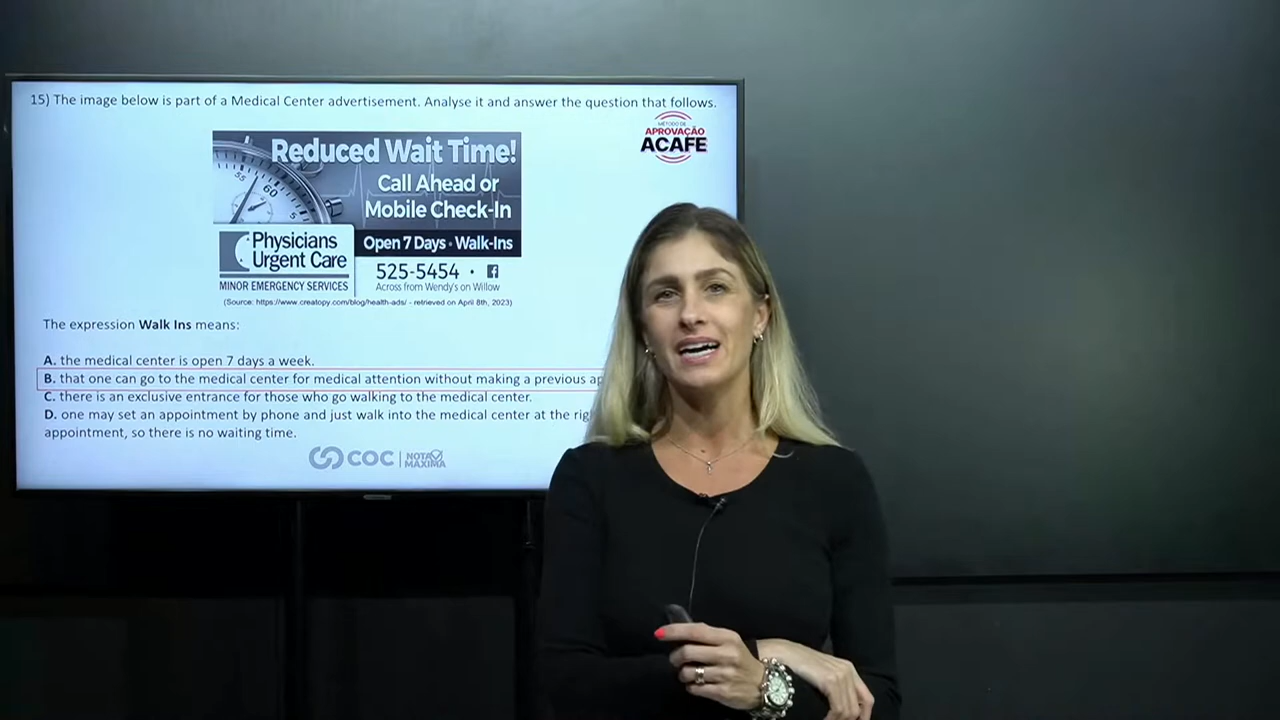 15) The image below is part of a Medical Center advertisement. Analyse it and answer the question that follows.
MÉTODO DE
APROVAÇÃO
ACAFE
Reduced Wait Time!
Call Ahead or
Mobile Check-In
55
60
5
Physicians
Urgent Care
MINOR EMERGENCY SERVICES
Open 7 Days • Walk-Ins
525-5454 •
Across from Wendy's on Willow
(Source: https://www.creatopy.com/blog/health-ads/ - retrieved on April 8th, 2023)
The expression Walk Ins means:
A. the medical center is open 7 days a week.
B. that one can go to the medical center for medical attention without making a previous ap
C. there is an exclusive entrance for those who go walking to the medical center.
D. one may set an appointment by phone and just walk into the medical center at the rig
appointment, so there is no waiting time.
COC | NOTA
MÁXIMA